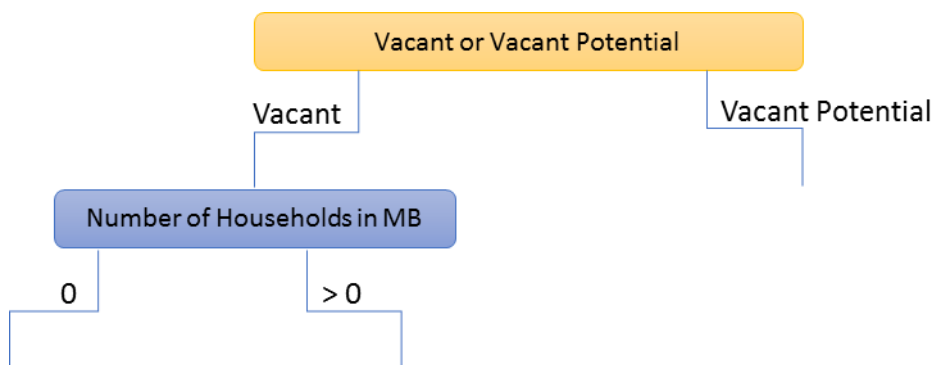 Vacant or Vacant Potential
Vacant
Vacant Potential
Number of Households in MB
0
> 0